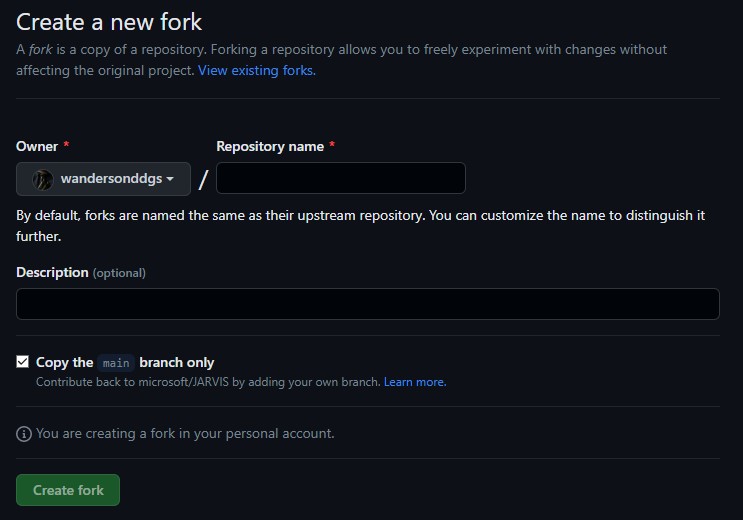 Create a new fork
A fork is a copy of a repository. Forking a repository allows you to freely experiment with changes without
affecting the original project. View existing forks.
Owner *
Repository name *
wandersonddgs
/
By default, forks are named the same as their upstream repository. You can customize the name to distinguish it
further.
Description (optional)
Copy the main branch only
Contribute back to microsoft/JARVIS by adding your own branch. Learn more.
You are creating a fork in your personal account.
Create fork